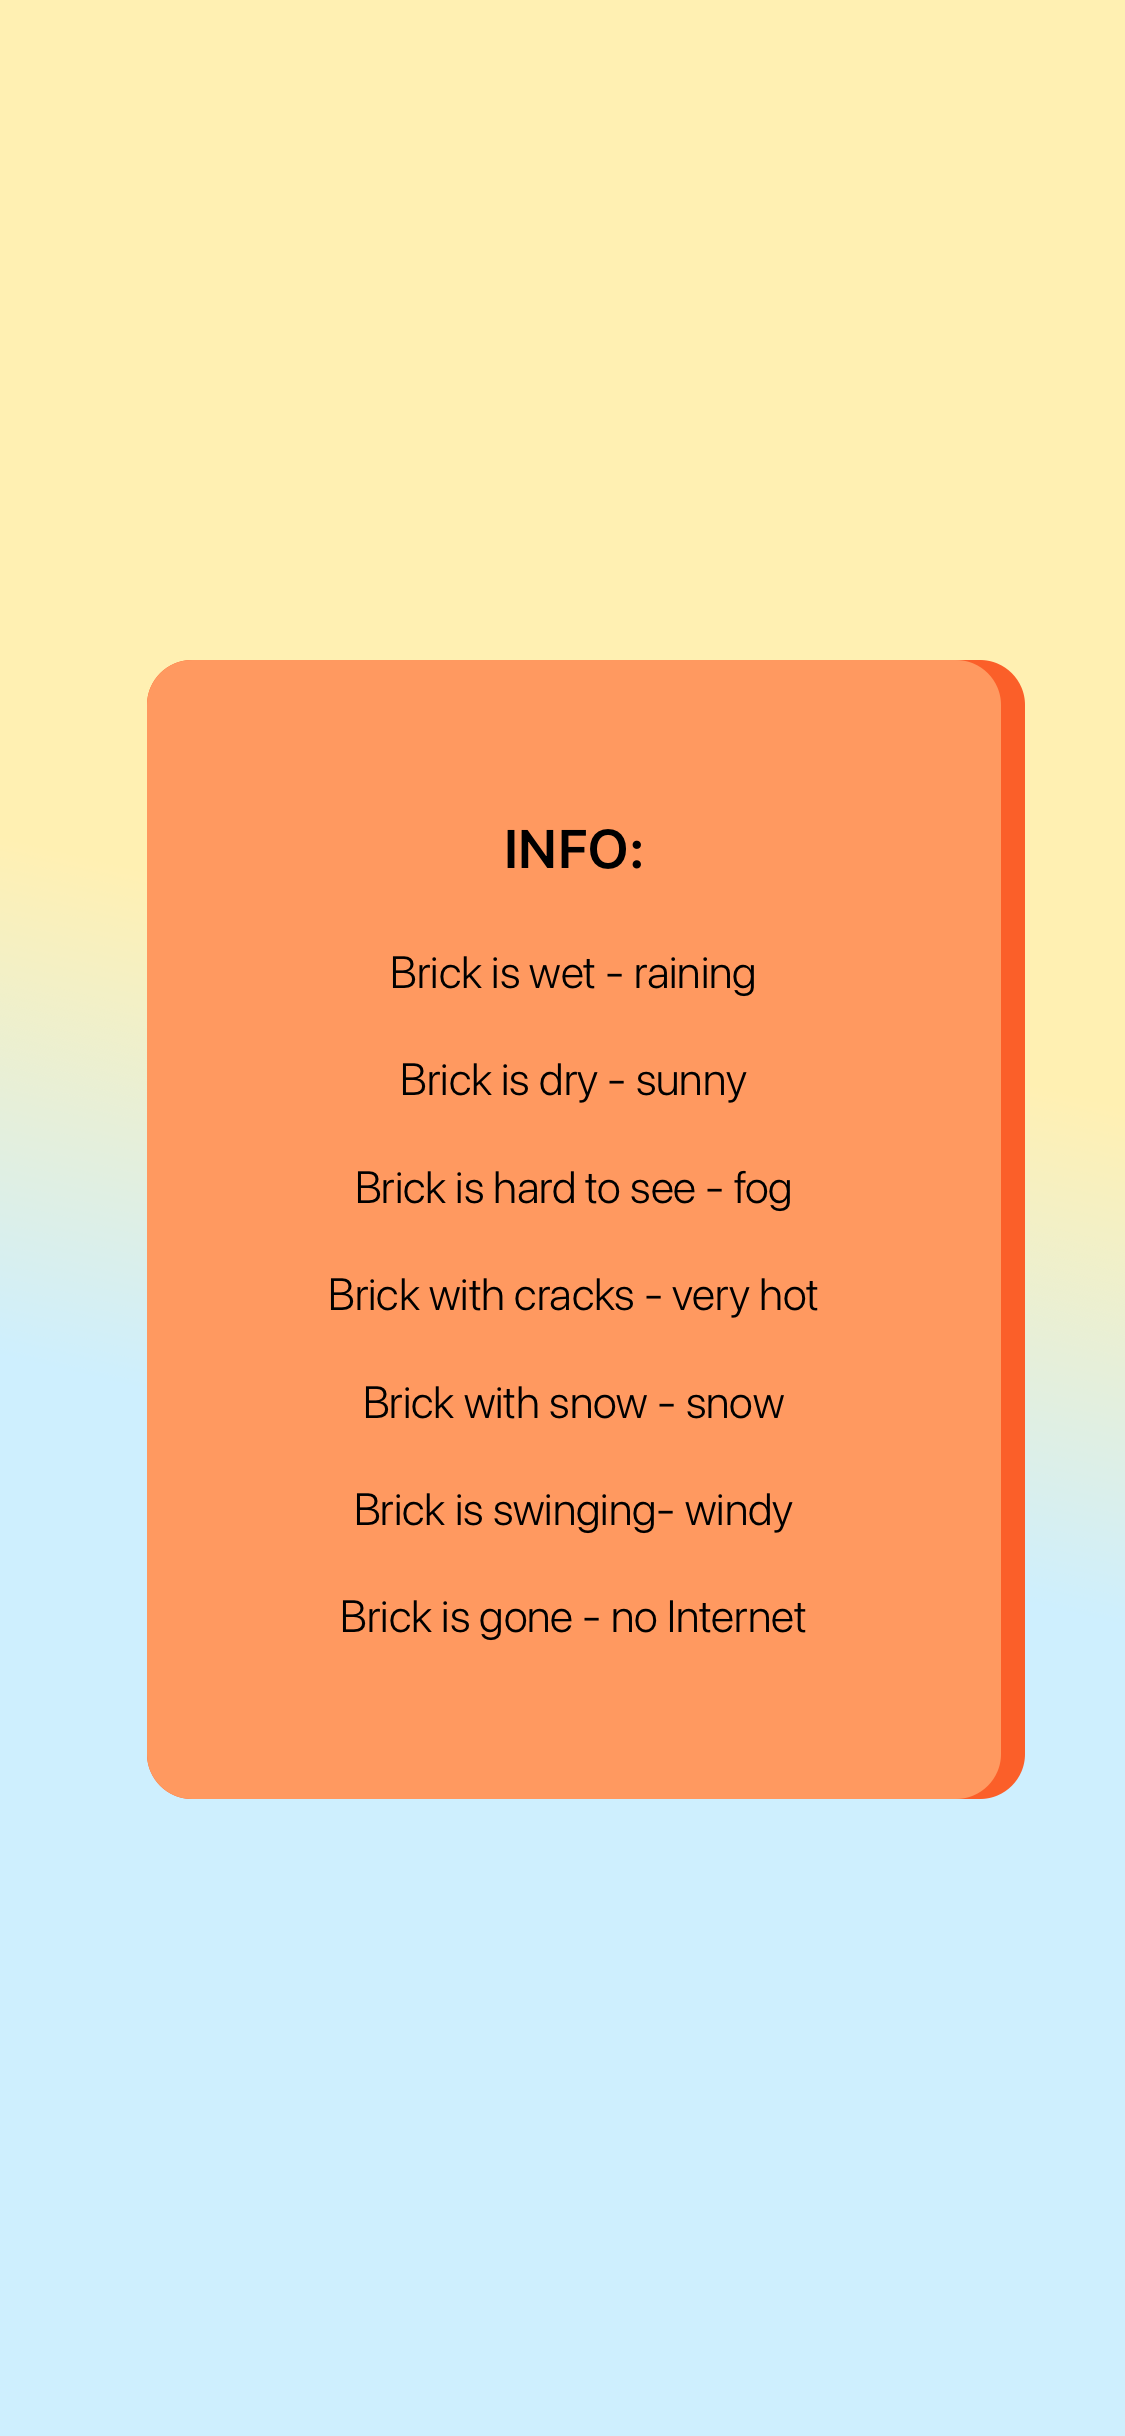 INFO:
Brick is wet - raining
Brick is dry - sunny
Brick is hard to see - fog
Brick with cracks - very hot
Brick with snow - snow
Brick is swinging- windy
Brick is gone - no Internet